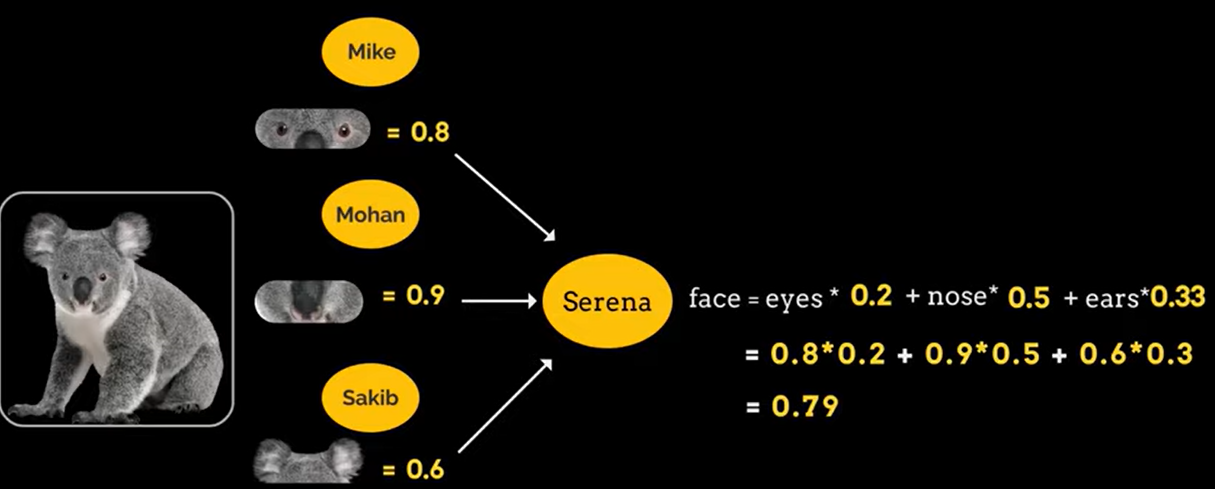 Mike
= 0.8
Mohan
= 0.9
Serena
face = eyes * 0.2 + nose* 0.5 + ears*0.33
= 0.8*0.2 + 0.9*0.5 + 0.6*0.3
= 0.79
Sakib
= 0.6